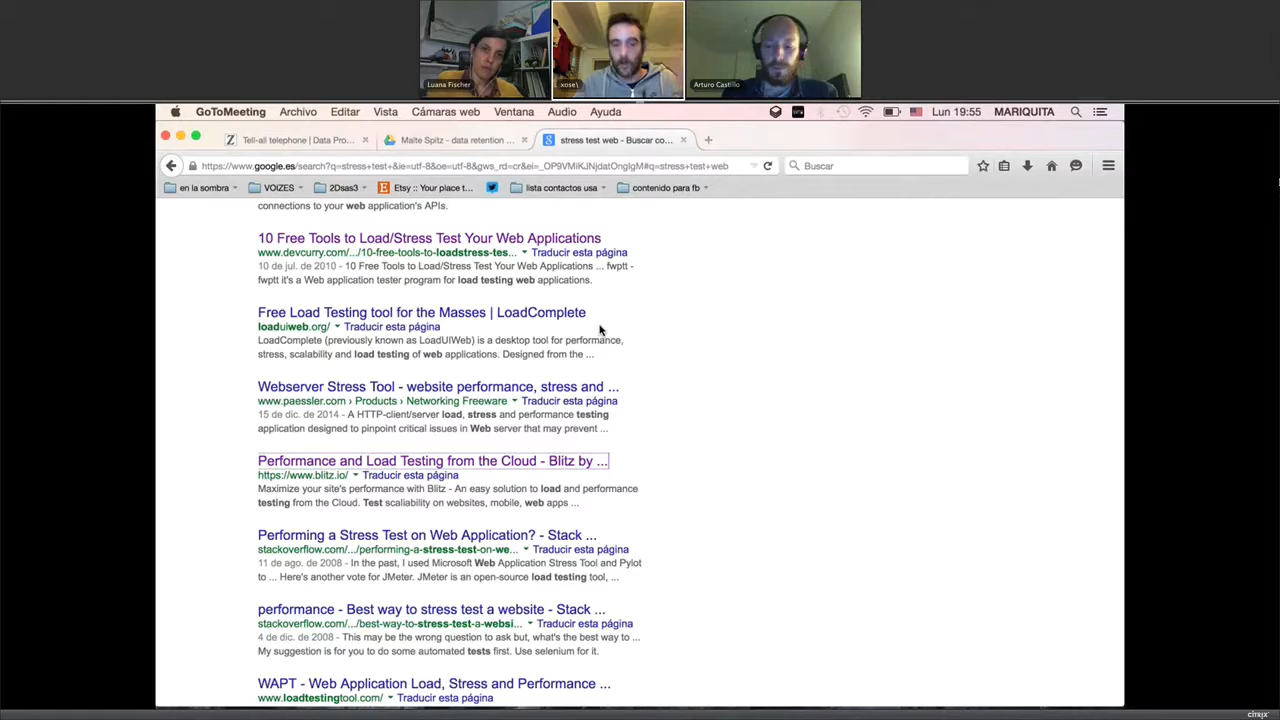 Luana Fischer
xose\
Arturo Castillo
GoToMeeting Archivo Editar Vista Cámaras web Ventana Audio Ayuda Lun 19:55 MARIQUITA
Tell-all telephone | Data Pro...
Malte Spitz - data retention ...
stress test web - Buscar co...
https://www.google.es/search?q=stress+test+&ie=utf-8&oe=utf-8&gws_rd=cr&ei=_OP9VMiKJNjdatOnglgM#q=stress+test+web
Buscar
en la sombra VOIZES 2Dsas3 Etsy :: Your place t... lista contactos usa contenido para fb
connections to your web application's APIs.
10 Free Tools to Load/Stress Test Your Web Applications
www.devcurry.com/.../10-free-tools-to-loadstress-tes... Traducir esta página
10 de jul. de 2010 - 10 Free Tools to Load/Stress Test Your Web Applications ... fwptt -
fwptt it's a Web application tester program for load testing web applications.
Free Load Testing tool for the Masses | LoadComplete
loaduiweb.org/ Traducir esta página
LoadComplete (previously known as LoadUIWeb) is a desktop tool for performance,
stress, scalability and load testing of web applications. Designed from the ...
Webserver Stress Tool - website performance, stress and ...
www.paessler.com › Products › Networking Freeware Traducir esta página
15 de dic. de 2014 - A HTTP-client/server load, stress and performance testing
application designed to pinpoint critical issues in Web server that may prevent ...
Performance and Load Testing from the Cloud - Blitz by ...
https://www.blitz.io/ Traducir esta página
Maximize your site's performance with Blitz - An easy solution to load and performance
testing from the Cloud. Test scaliability on websites, mobile, web apps ...
Performing a Stress Test on Web Application? - Stack ...
stackoverflow.com/.../performing-a-stress-test-on-we... Traducir esta página
11 de ago. de 2008 - In the past, I used Microsoft Web Application Stress Tool and Pylot
to ... Here's another vote for JMeter. JMeter is an open-source load testing tool, ...
performance - Best way to stress test a website - Stack ...
stackoverflow.com/.../best-way-to-stress-test-a-websi... Traducir esta página
4 de dic. de 2008 - This may be the wrong question to ask but, what's the best way to ...
My suggestion is for you to do some automated tests first. Use selenium for it.
WAPT - Web Application Load, Stress and Performance ...
www.loadtestingtool.com/ Traducir esta página
CITRIX